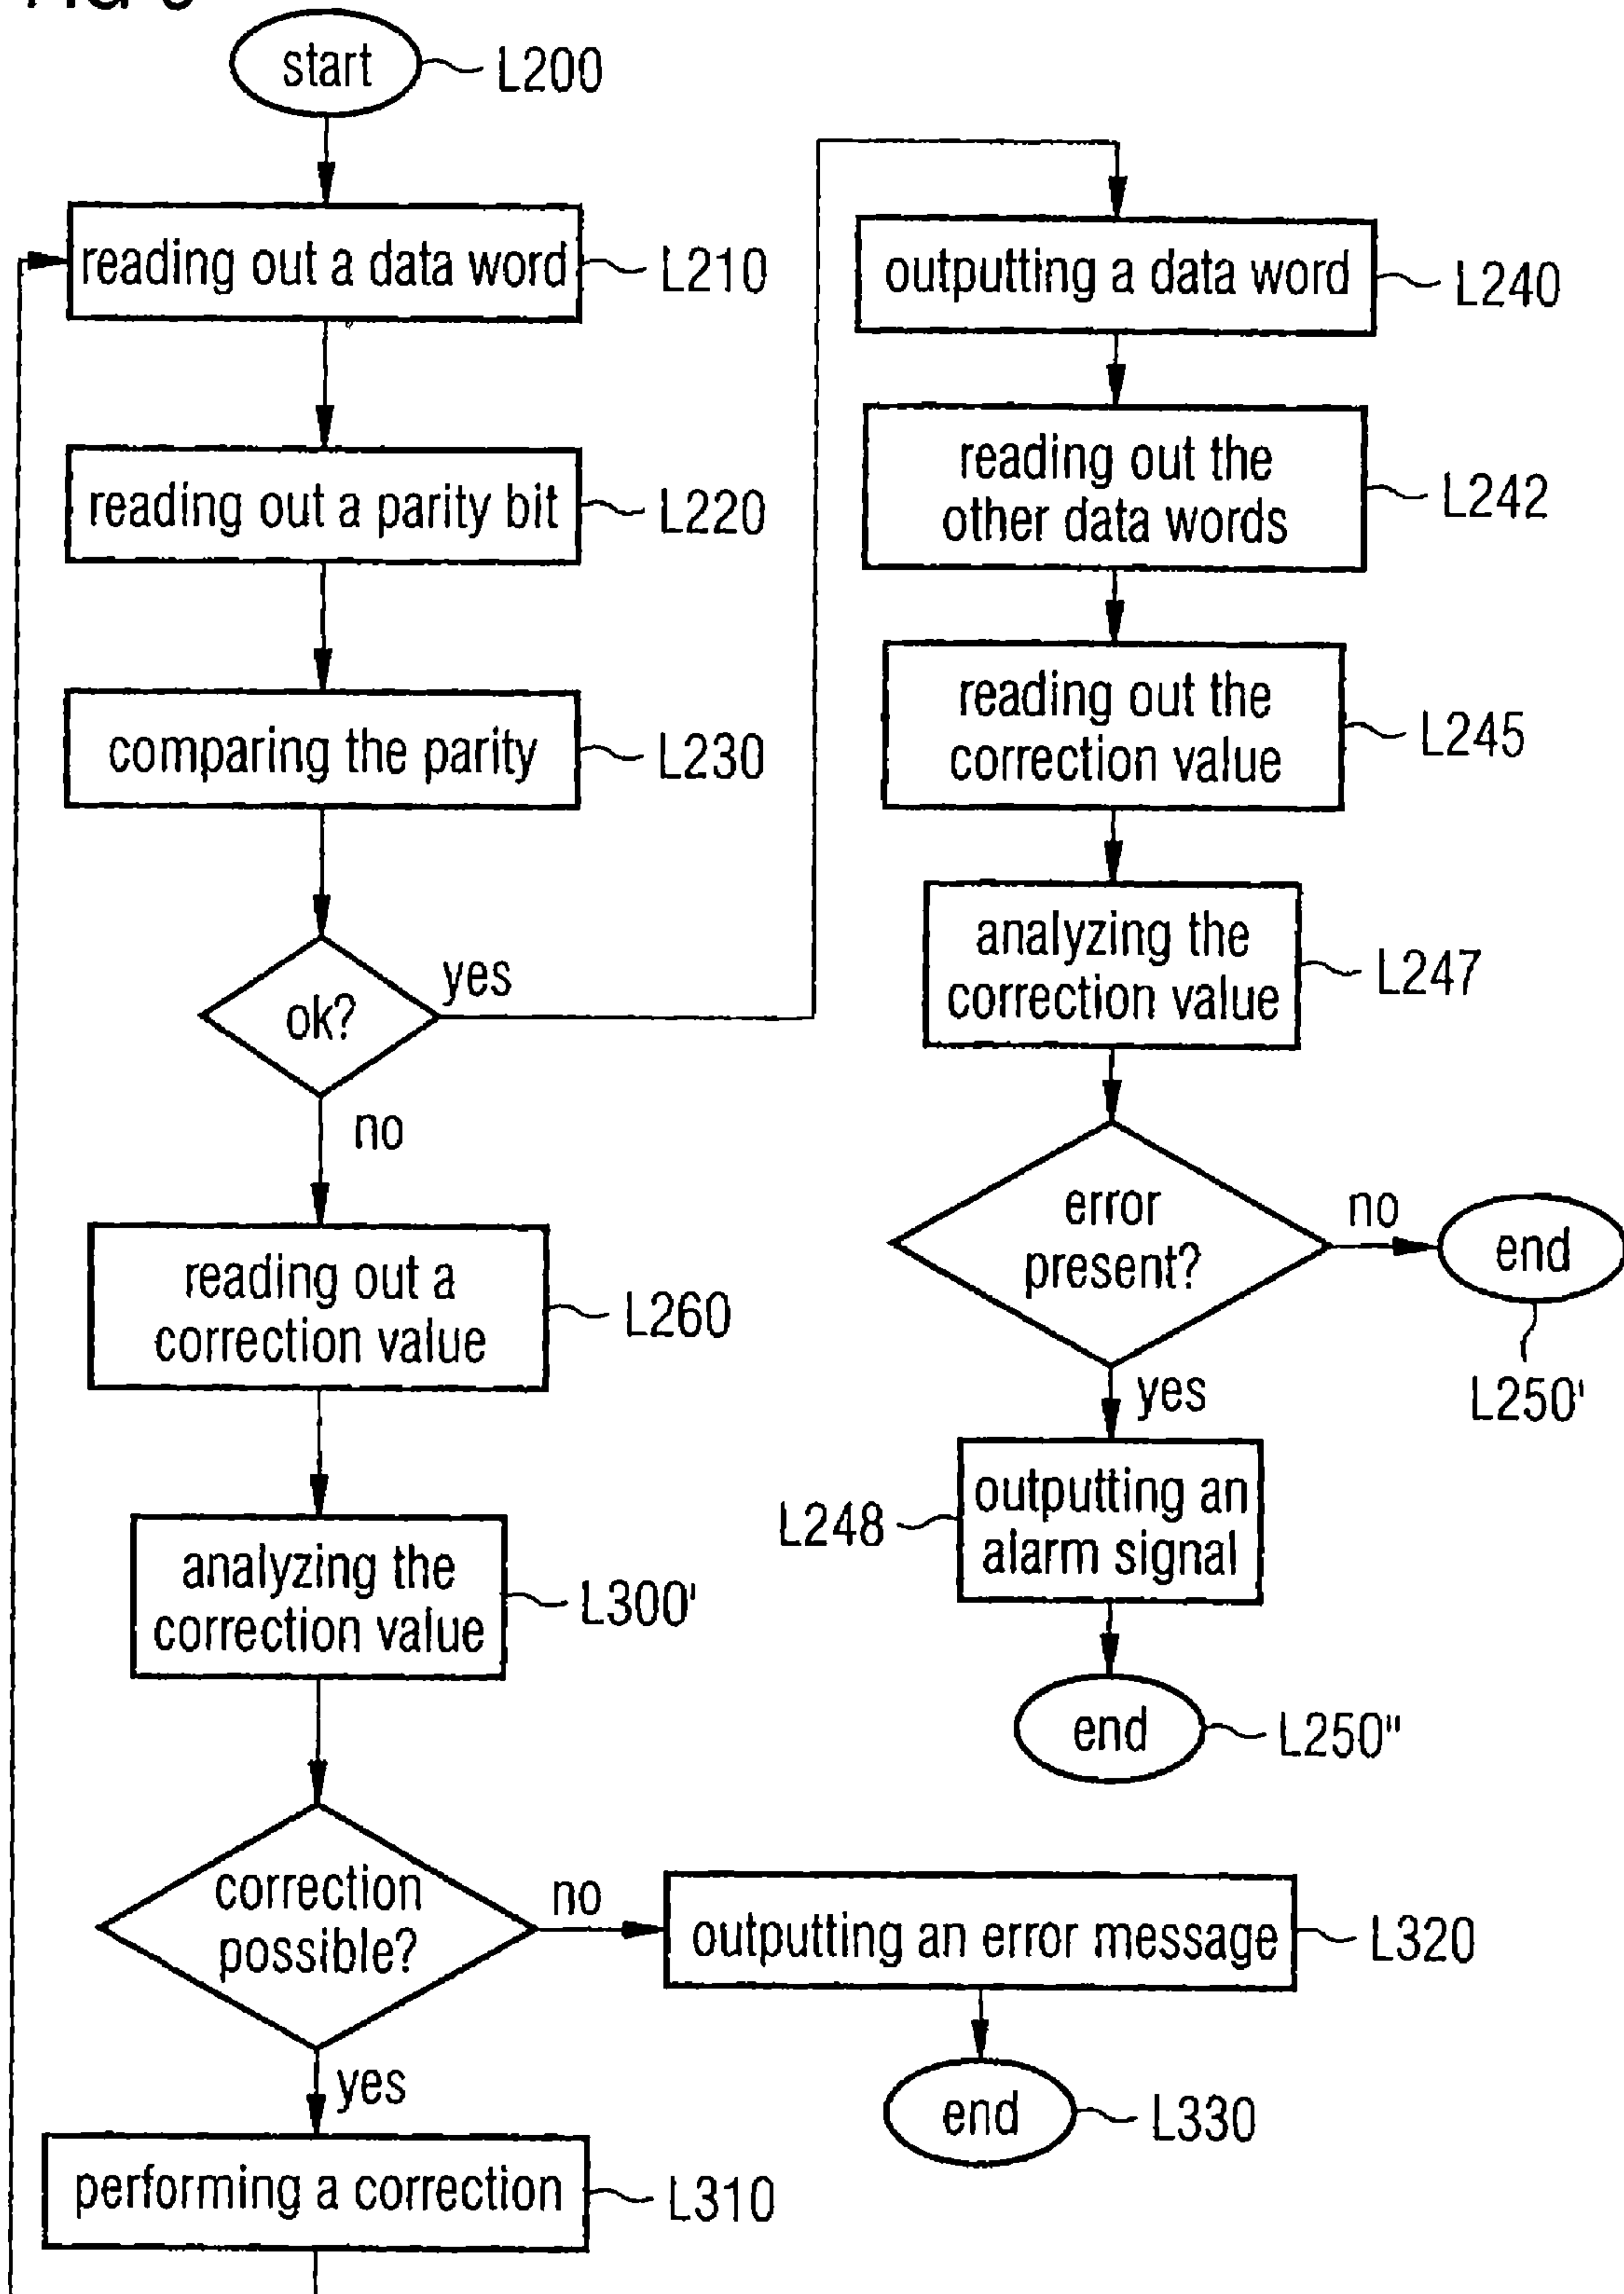 start
L200
reading out a data word
L210
reading out a parity bit
L220
comparing the parity
L230
ok?
yes
no
reading out a
correction value
L260
analyzing the
correction value
L300'
correction
possible?
no
yes
performing a correction
L310
outputting a data word
L240
reading out the
other data words
L242
reading out the
correction value
L245
analyzing the
correction value
L247
error
present?
no
end
L250'
yes
outputting an
alarm signal
L248
end
L250"
outputting an error message
L320
end
L330